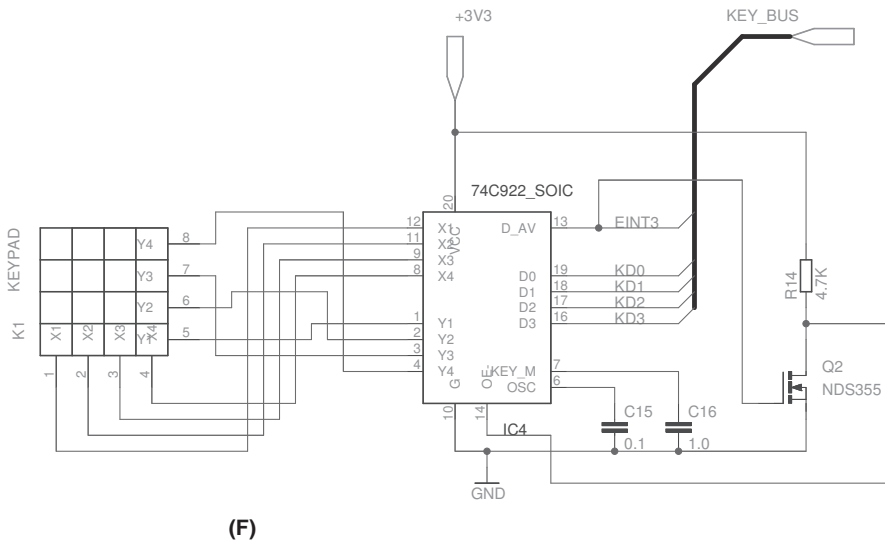 +3V3
KEY_BUS
74C922_SOIC
20
VCC
12 X1 D_AV 13 EINT3
11 X2
9 X3
8 X4
D0 19 KD0
D1 18 KD1
D2 17 KD2
D3 16 KD3
1 Y1
2 Y2
3 Y3
4 Y4
KEY_M 7
OSC 6
G
OE-
10
14
IC4
KEYPAD
K1
Y4 8
Y3 7
Y2 6
Y1 5
X1 X2 X3 X4
1 2 3 4
R14
4.7K
Q2
NDS355
C15
0.1
C16
1.0
GND
(F)